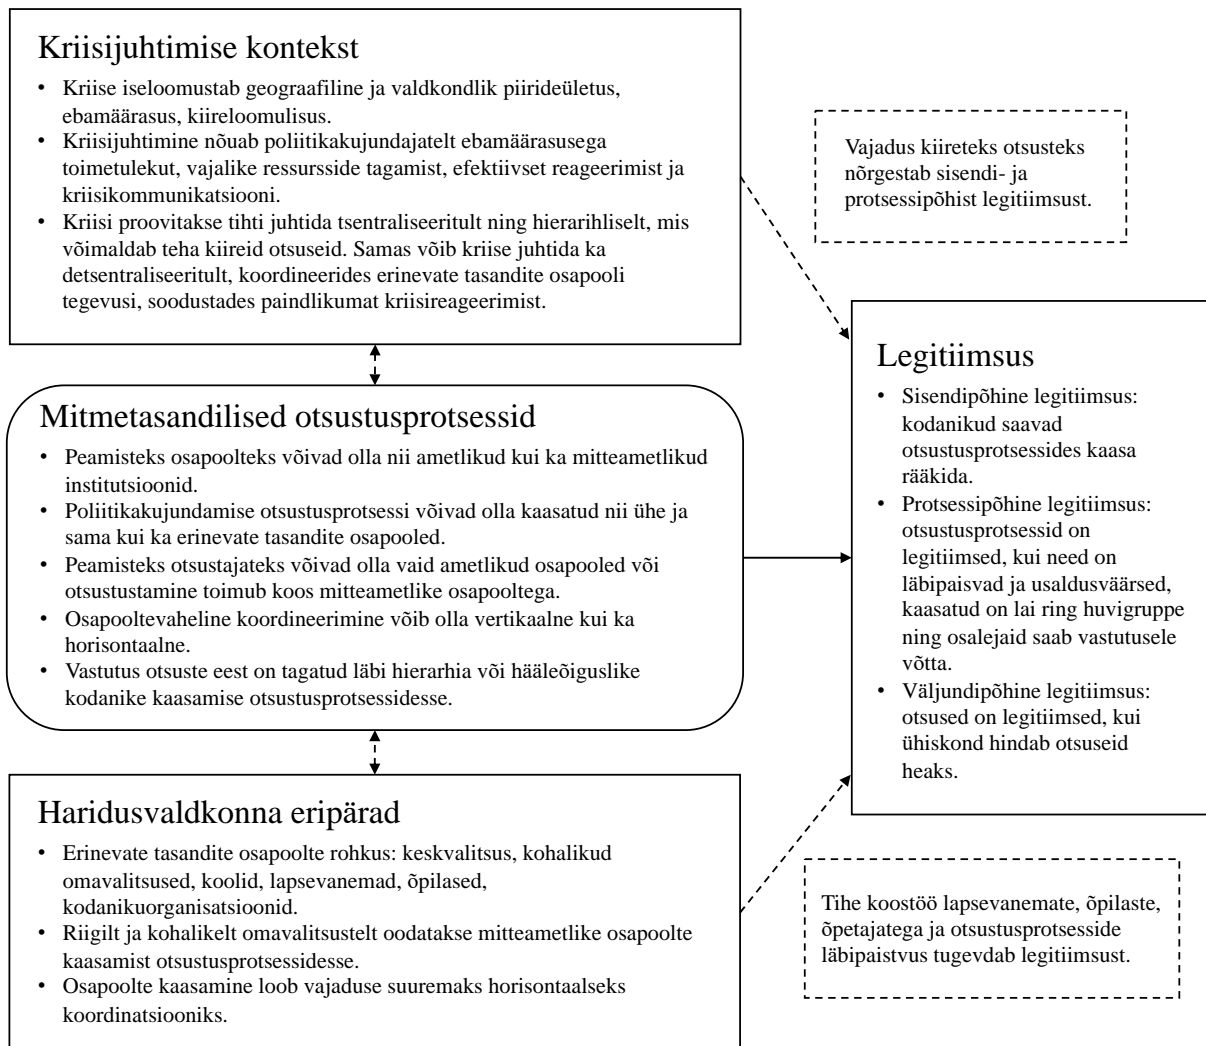 Kriisijuhtimise kontekst
• Kriise iseloomustab geograafiline ja valdkondlik piirideületus,
ebamäärasus, kiireloomulisus.
• Kriisijuhtimine nõuab poliitikakujundajatelt ebamäärasusega
toimetulekut, vajalike ressursside tagamist, efektiivset reageerimist ja
kriisikommunikatsiooni.
• Kriisi proovitakse tihti juhtida tsentraliseeritult ning hierarihliselt, mis
võimaldab teha kiireid otsuseid. Samas võib kriise juhtida ka
detsentraliseeritult, koordineerides erinevate tasandite osapooli
tegevusi, soodustades paindlikumat kriisireageerimist.
Vajadus kiireteks otsusteks
nõrgestab sisendi- ja
protsessipõhist legitiimsust.
Mitmetasandilised otsustusprotsessid
• Peamisteks osapoolteks võivad olla nii ametlikud kui ka mitteametlikud
institutsioonid.
• Poliitikakujundamise otsustusprotsessi võivad olla kaasatud nii ühe ja
sama kui ka erinevate tasandite osapooled.
• Peamisteks otsustajateks võivad olla vaid ametlikud osapooled või
otsustustamine toimub koos mitteametlike osapooltega.
• Osapooltevaheline koordineerimine võib olla vertikaalne kui ka
horisontaalne.
• Vastutus otsuste eest on tagatud läbi hierarhia või hääleõiguslike
kodanike kaasamise otsustusprotsessidesse.
Legitiimsus
• Sisendipõhine legitiimsus:
kodanikud saavad
otsustusprotsessides kaasa
rääkida.
• Protsessipõhine legitiimsus:
otsustusprotsessid on
legitiimsed, kui need on
läbipaisvad ja usaldusväärsed,
kaasatud on lai ring huvigruppe
ning osalejaid saab vastutusele
võtta.
• Väljundipõhine legitiimsus:
otsused on legitiimsed, kui
ühiskond hindab otsuseid
heaks.
Haridusvaldkonna eripärad
• Erinevate tasandite osapoolte rohkus: keskvalitsus, kohalikud
omavalitsused, koolid, lapsevanemad, õpilased,
kodanikuorganisatsioonid.
• Riigilt ja kohalikelt omavalitsustelt oodatakse mitteametlike osapoolte
kaasamist otsustusprotsessidesse.
• Osapoolte kaasamine loob vajaduse suuremaks horisontaalseks
koordinatsiooniks.
Tihe koostöö lapsevanemate, õpilaste,
õpetajatega ja otsustusprotsesside
läbipaistvus tugevdab legitiimsust.